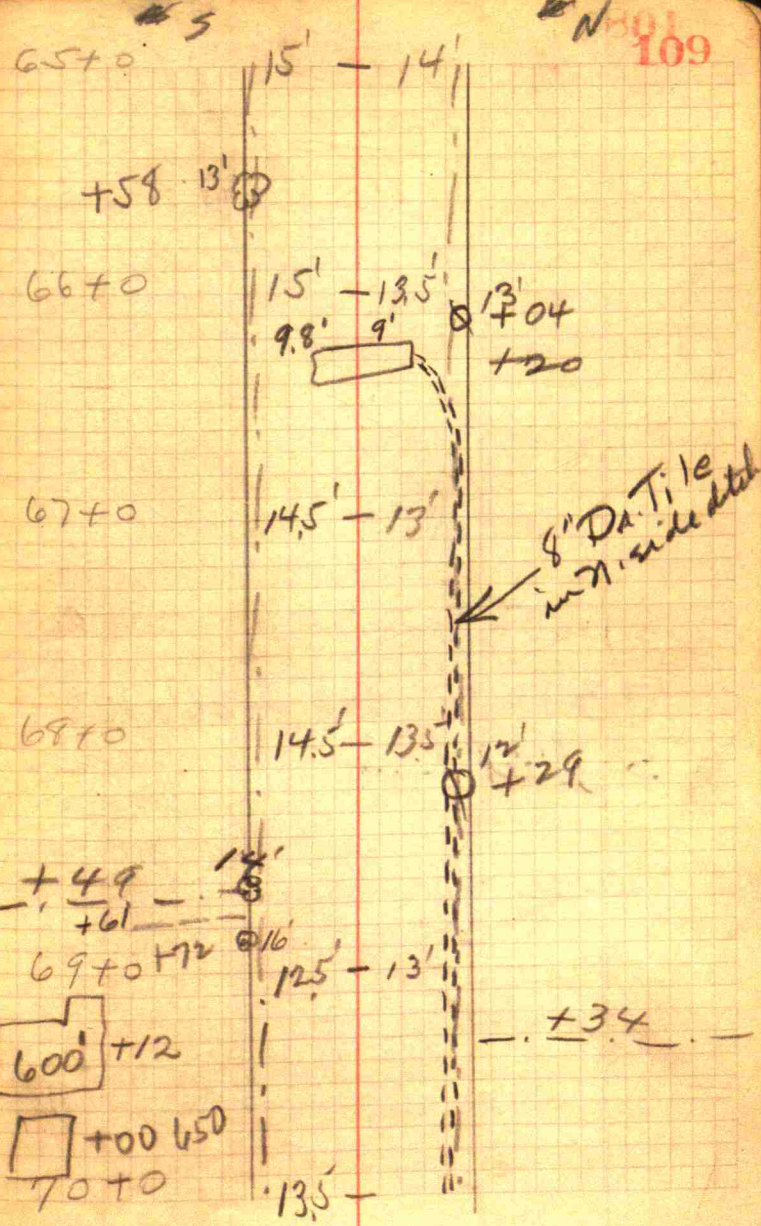 S N 109
65+0 15' — 14'
+58 13'
66+0 15' — 13.5' 13' +04
9.8' 9' +20
67+0 14.5' — 13'
8" Dr. Tile
in N. side ditch
68+0 14.5' — 13.5' 12' +29
+49 14'
+61
+72 16'
69+0 12.5' — 13'
+34
600' +12
+00 650
70+0 13.5 —